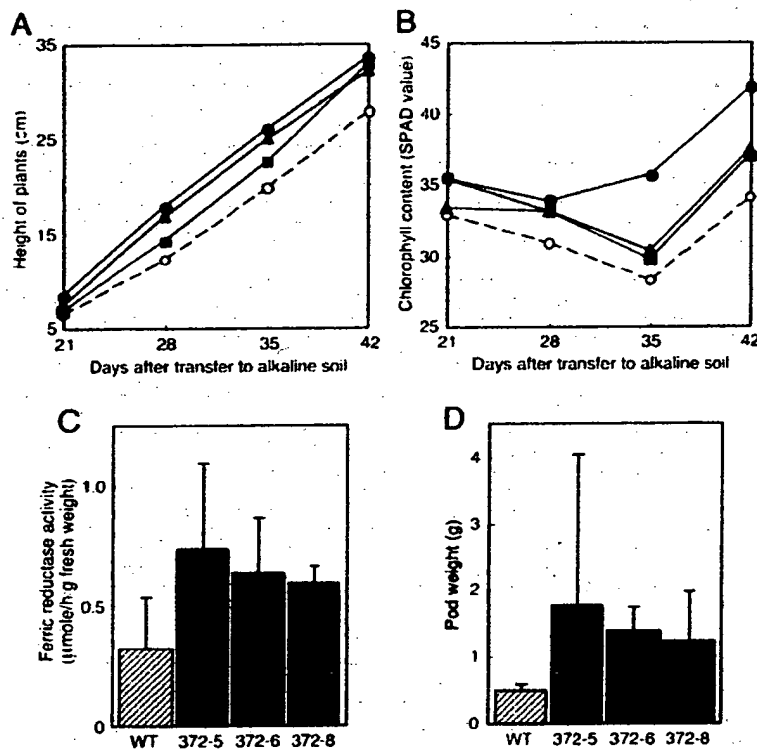 A
35
25
15
5
Height of plants (cm)
21 28 35 42
Days after transfer to alkaline soil
B
45
40
35
30
25
Chlorophyll content (SPAD value)
21 28 35 42
Days after transfer to alkaline soil
C
1.0
0.5
0
Ferric reductase activity
(μmole/h·g fresh weight)
WT 372-5 372-6 372-8
D
4
3
2
1
0
Pod weight (g)
WT 372-5 372-6 372-8